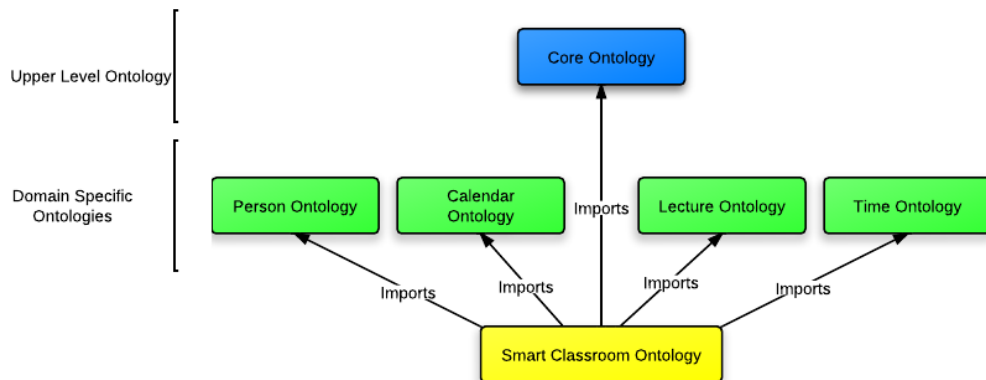 Core Ontology
Upper Level Ontology
Domain Specific
Ontologies
Person Ontology
Calendar
Ontology
Lecture Ontology
Time Ontology
Imports
Imports
Imports
Imports
Imports
Smart Classroom Ontology